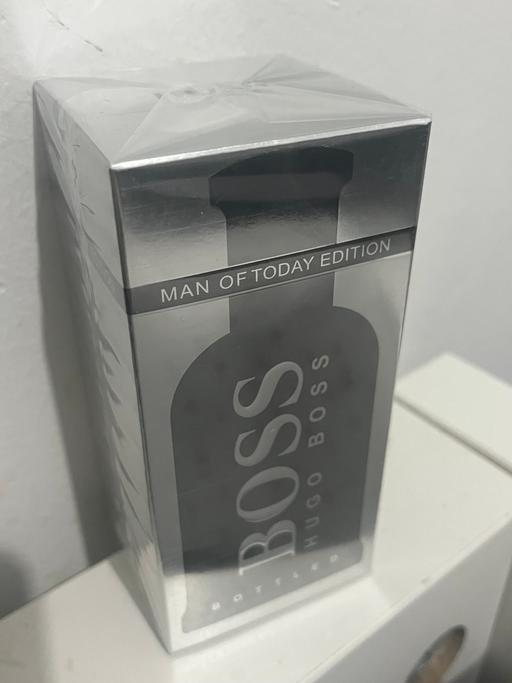 MAN OF TODAY EDITION
BOSS
HUGO BOSS
BOTTLED